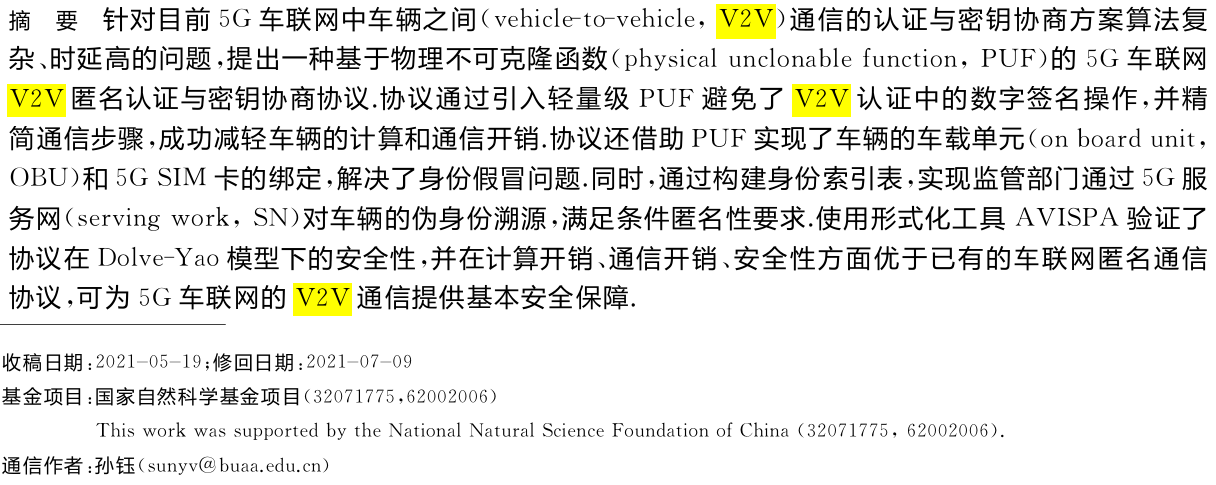 摘 要 针对目前 5G 车联网中车辆之间(vehicle-to-vehicle, V2V)通信的认证与密钥协商方案算法复
杂、时延高的问题,提出一种基于物理不可克隆函数(physical unclonable function, PUF)的 5G 车联网
V2V 匿名认证与密钥协商协议.协议通过引入轻量级 PUF 避免了 V2V 认证中的数字签名操作,并精
简通信步骤,成功减轻车辆的计算和通信开销.协议还借助 PUF 实现了车辆的车载单元(on board unit,
OBU)和 5G SIM 卡的绑定,解决了身份假冒问题.同时,通过构建身份索引表,实现监管部门通过 5G 服
务网(serving work, SN)对车辆的伪身份溯源,满足条件匿名性要求.使用形式化工具 AVISPA 验证了
协议在 Dolve-Yao 模型下的安全性,并在计算开销、通信开销、安全性方面优于已有的车联网匿名通信
协议,可为 5G 车联网的 V2V 通信提供基本安全保障.
收稿日期:2021-05-19;修回日期:2021-07-09
基金项目:国家自然科学基金项目(32071775,62002006)
This work was supported by the National Natural Science Foundation of China (32071775, 62002006).
通信作者:孙钰(sunyv@buaa.edu.cn)